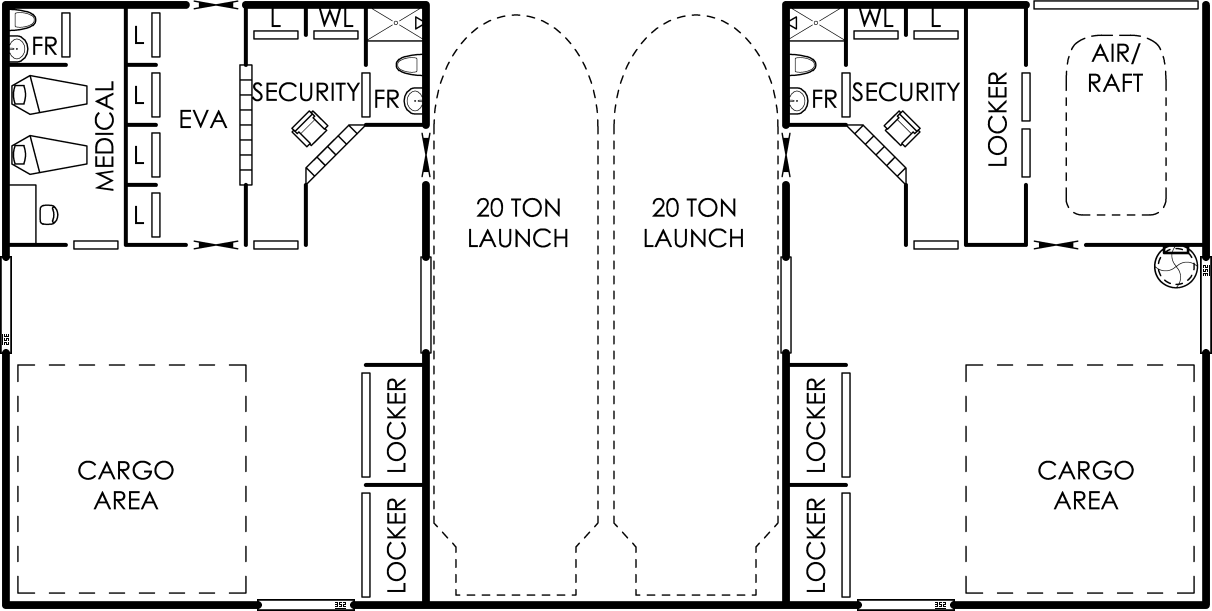 FR
L
L
L
L
MEDICAL
EVA
L
WL
SECURITY
FR
20 TON
LAUNCH
20 TON
LAUNCH
WL
L
FR
SECURITY
LOCKER
AIR/
RAFT
CARGO
AREA
LOCKER
LOCKER
LOCKER
LOCKER
CARGO
AREA